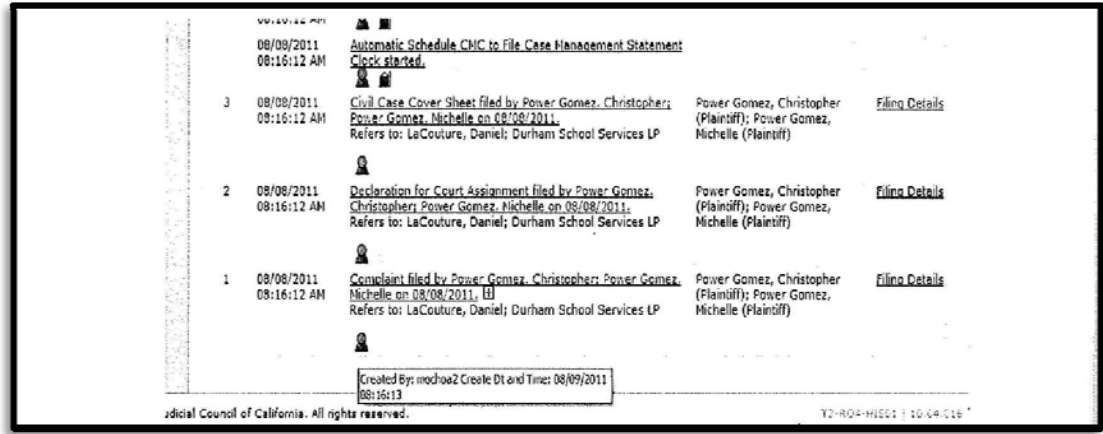 08/08/2011 Automatic Schedule CMC to File Case Management Statement
08:16:12 AM Clock started.
3 08/08/2011 Civil Case Cover Sheet filed by Power Gomez, Christopher; Power Gomez, Christopher Filing Details
08:16:12 AM Power Gomez, Michelle on 08/08/2011. (Plaintiff); Power Gomez,
Refers to: LaCouture, Daniel; Durham School Services LP Michelle (Plaintiff)
2 08/08/2011 Declaration for Court Assignment filed by Power Gomez, Power Gomez, Christopher Filing Details
08:16:12 AM Christopher; Power Gomez, Michelle on 08/08/2011. (Plaintiff); Power Gomez,
Refers to: LaCouture, Daniel; Durham School Services LP Michelle (Plaintiff)
1 08/08/2011 Complaint filed by Power Gomez, Christopher; Power Gomez, Power Gomez, Christopher Filing Details
08:16:12 AM Michelle on 08/08/2011. (Plaintiff); Power Gomez,
Refers to: LaCouture, Daniel; Durham School Services LP Michelle (Plaintiff)
Created By: mochoa2 Create Dt and Time: 08/09/2011
08:16:13
udicial Council of California. All rights reserved.